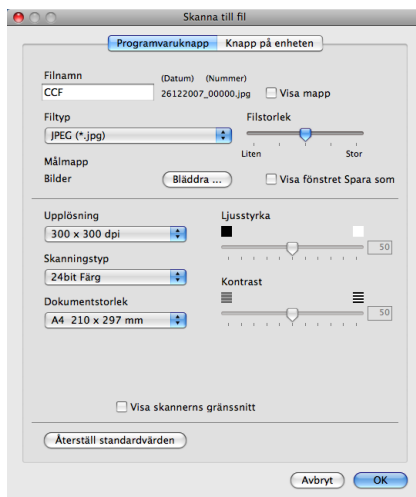 Skanna till fil
Programvaruknapp Knapp på enheten
Filnamn (Datum) (Nummer)
CCF 26122007_00000.jpg Visa mapp
Filtyp Filstorlek
JPEG (*.jpg)
Liten Stor
Målmapp
Bilder Bläddra ... Visa fönstret Spara som
Upplösning Ljusstyrka
300 x 300 dpi
50
Skanningstyp
24bit Färg
Kontrast
Dokumentstorlek
A4 210 x 297 mm 50
Visa skannerns gränssnitt
Återställ standardvärden
Avbryt OK